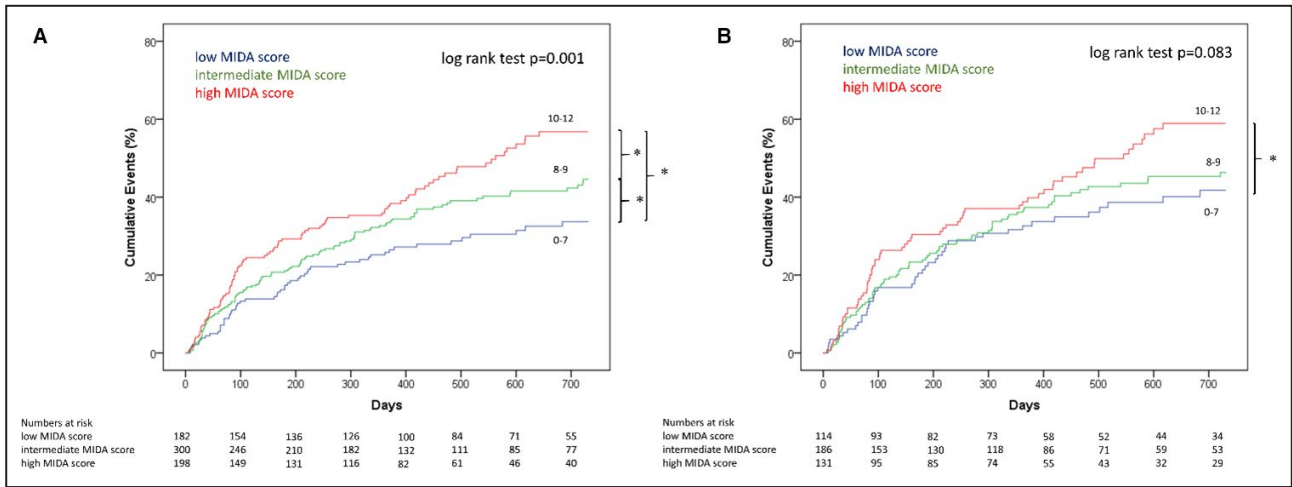 A
low MIDA score
intermediate MIDA score
high MIDA score
log rank test p=0.001
80
60
40
20
0
Cumulative Events (%)
10-12
8-9
0-7
*
*
*
0 100 200 300 400 500 600 700
Days
Numbers at risk
low MIDA score 182 154 136 126 100 84 71 55
intermediate MIDA score 300 246 210 182 132 111 85 77
high MIDA score 198 149 131 116 82 61 46 40
B
low MIDA score
intermediate MIDA score
high MIDA score
log rank test p=0.083
80
60
40
20
0
Cumulative Events (%)
10-12
8-9
0-7
*
0 100 200 300 400 500 600 700
Days
Numbers at risk
low MIDA score 114 93 82 73 58 52 44 34
intermediate MIDA score 186 153 130 118 86 71 59 53
high MIDA score 131 95 85 74 55 43 32 29